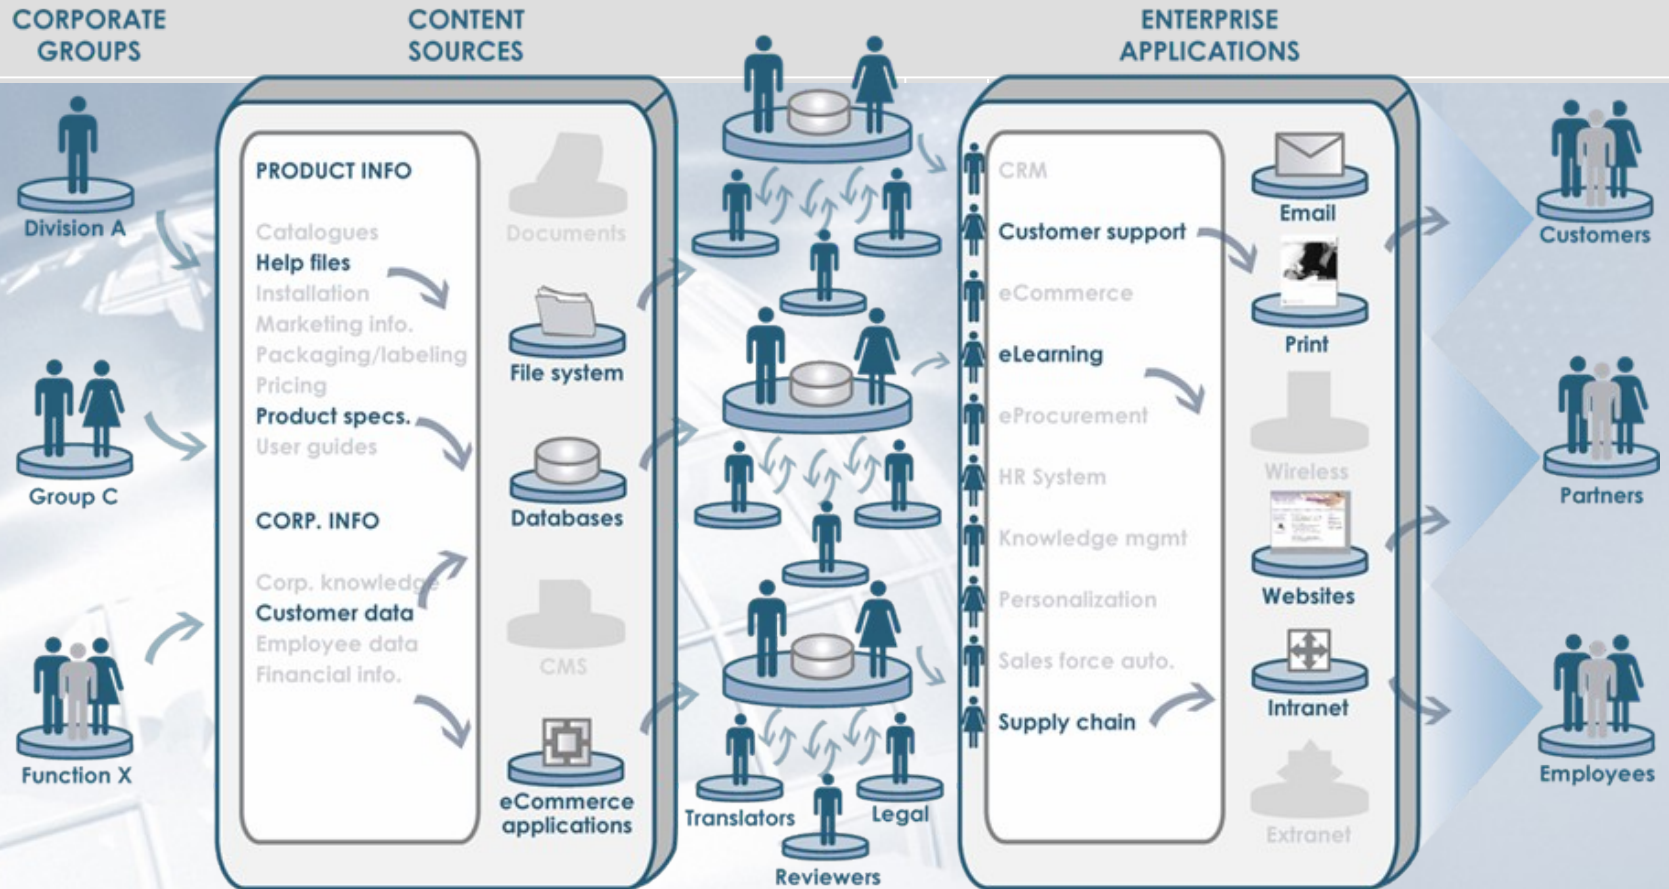 CORPORATE
GROUPS
CONTENT
SOURCES
ENTERPRISE
APPLICATIONS
Division A
Group C
Function X
PRODUCT INFO
Catalogues
Help files
Installation
Marketing info.
Packaging/labeling
Pricing
Product specs.
User guides
CORP. INFO
Corp. knowledge
Customer data
Employee data
Financial info.
Documents
File system
Databases
CMS
eCommerce
applications
Translators
Legal
Reviewers
CRM
Customer support
eCommerce
eLearning
eProcurement
HR System
Knowledge mgmt
Personalization
Sales force auto.
Supply chain
Email
Print
Wireless
Websites
Intranet
Extranet
Customers
Partners
Employees